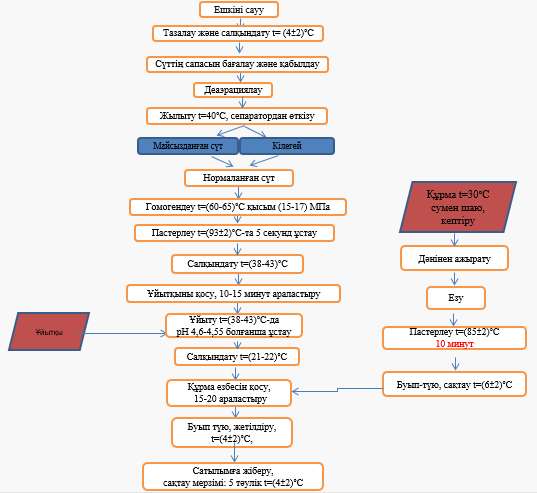 Ешкіні сауу
Тазалау және салқындату t= (4±2)°С
Сүттің сапасын бағалау және қабылдау
Деаэрациялау
Жылыту t=40°С, сепаратордан өткізу
Майсызданған сүт
Кілегей
Нормаланған сүт
Гомогендеу t=(60-65)°С қысым (15-17) МПа
Пастерлеу t=(93±2)°С-та 5 секунд ұстау
Салқындату t=(38-43)°С
Ұйытқыны қосу, 10-15 минут араластыру
Ұйытқы
Ұйыту t=(38-43)°С-да
рН 4,6-4,55 болғанша ұстау
Салқындату t=(21-22)°С
Құрма езбесін қосу,
15-20 араластыру
Буып түю, жетілдіру,
t=(4±2)°С,
Сатылымға жіберу,
сақтау мерзімі: 5 тәулік t=(4±2)°С
Құрма t=30°С
сумен шаю,
кептіру
Дәнінен ажырату
Езу
Пастерлеу t=(85±2)°С
10 минут
Буып-түю, сақтау t=(6±2)°С